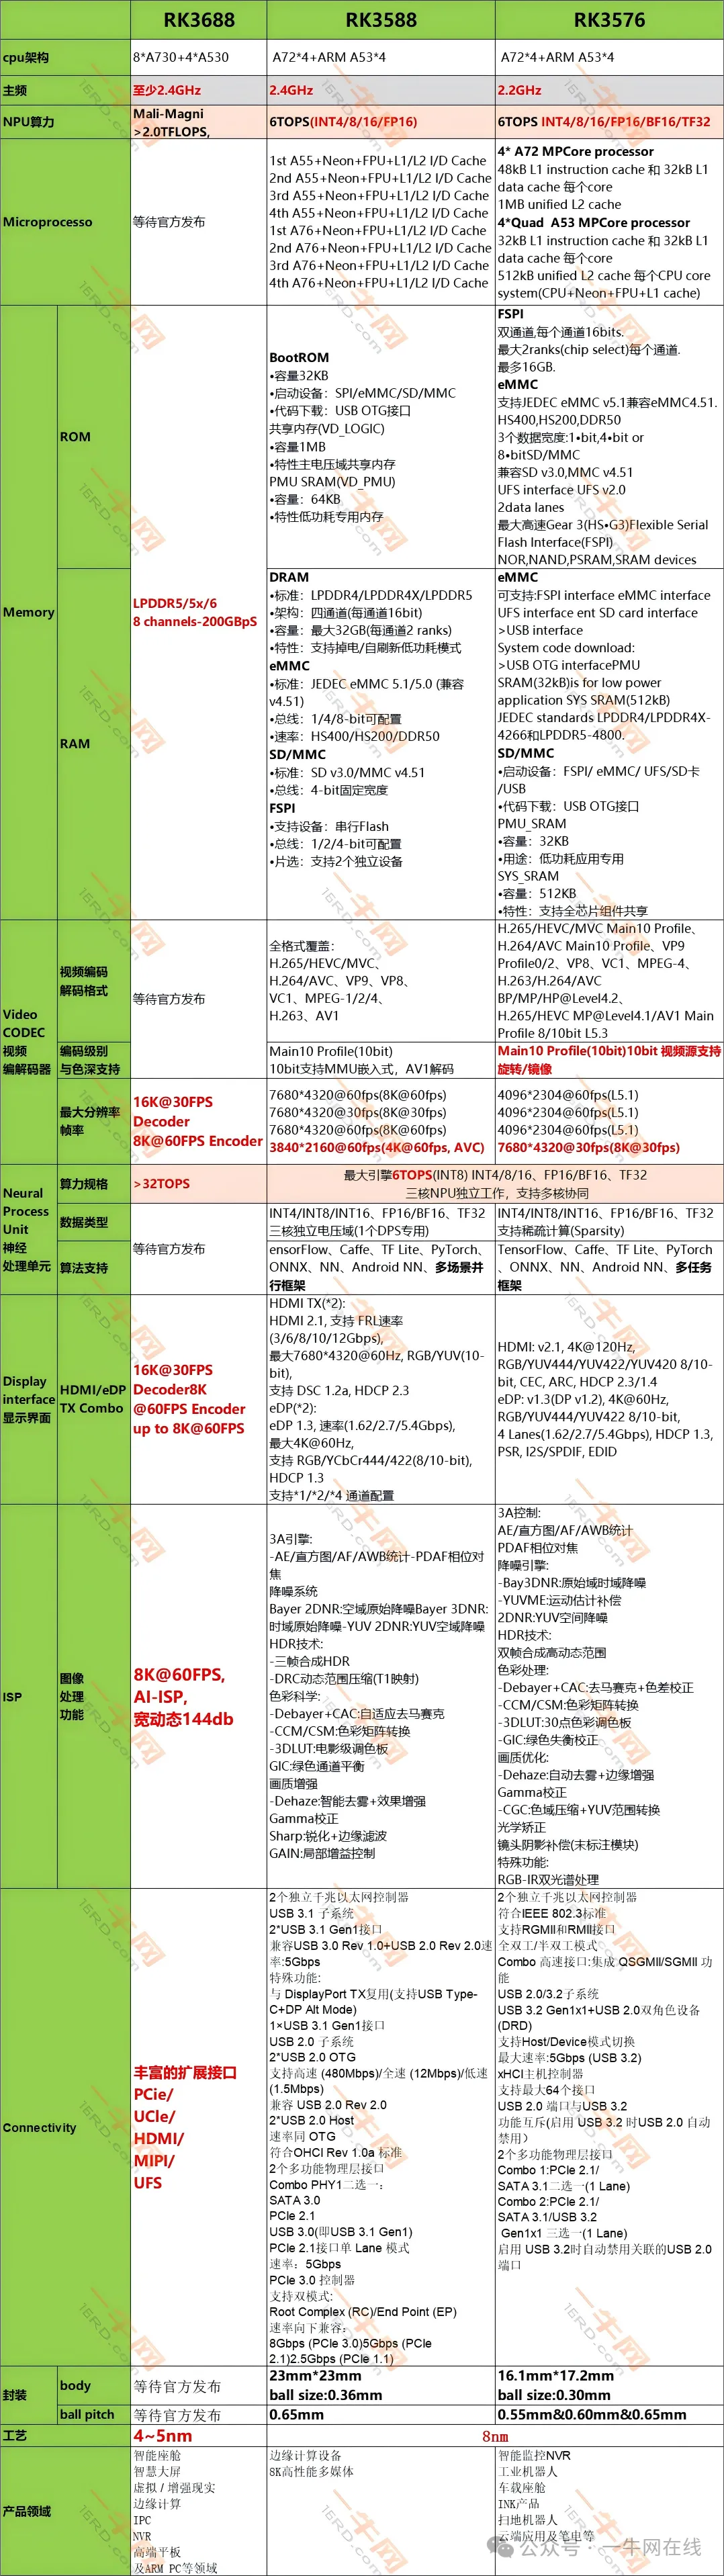 RK3688 RK3588 RK3576
cpu架构 8*A730+4*A530 A72*4+ARM A53*4 A72*4+ARM A53*4
主频 至少2.4GHz 2.4GHz 2.2GHz
NPU算力 Mali-Magni
>2.0TFLOPS, 6TOPS(INT4/8/16/FP16) 6TOPS INT4/8/16/FP16/BF16/TF32
Microprocesso
等待官方发布
1st A55+Neon+FPU+L1/L2 I/D Cache
2nd A55+Neon+FPU+L1/L2 I/D Cache
3rd A55+Neon+FPU+L1/L2 I/D Cache
4th A55+Neon+FPU+L1/L2 I/D Cache
1st A76+Neon+FPU+L1/L2 I/D Cache
2nd A76+Neon+FPU+L1/L2 I/D Cache
3rd A76+Neon+FPU+L1/L2 I/D Cache
4th A76+Neon+FPU+L1/L2 I/D Cache
4* A72 MPCore processor
48kB L1 instruction cache 和 32kB L1
data cache 每个core
1MB unified L2 cache
4*Quad A53 MPCore processor
32kB L1 instruction cache 和 32kB L1
data cache 每个core
512kB unified L2 cache 每个CPU core
system(CPU+Neon+FPU+L1 cache)
Memory
ROM
LPDDR5/5x/6
8 channels-200GBpS
BootROM
•容量32KB
•启动设备：SPI/eMMC/SD/MMC
•代码下载：USB OTG接口
共享内存(VD_LOGIC)
•容量1MB
•特性主电压域共享内存
PMU SRAM(VD_PMU)
•容量：64KB
•特性低功耗专用内存
FSPI
双通道,每个通道16bits.
最大2ranks(chip select)每个通道.
最多16GB.
eMMC
支持JEDEC eMMC v5.1兼容eMMC4.51.
HS400,HS200,DDR50
3个数据宽度:1•bit,4•bit or
8•bitSD/MMC
兼容SD v3.0,MMC v4.51
UFS interface UFS v2.0
2data lanes
最大高速Gear 3(HS•G3)Flexible Serial
Flash Interface(FSPI)
NOR,NAND,PSRAM,SRAM devices
RAM
DRAM
•标准：LPDDR4/LPDDR4X/LPDDR5
•架构：四通道(每通道16bit)
•容量：最大32GB(每通道2 ranks)
•特性：支持掉电/自刷新低功耗模式
eMMC
•标准：JEDEC eMMC 5.1/5.0 (兼容
v4.51)
•总线：1/4/8-bit可配置
•速率：HS400/HS200/DDR50
SD/MMC
•标准：SD v3.0/MMC v4.51
•总线：4-bit固定宽度
FSPI
•支持设备：串行Flash
•总线：1/2/4-bit可配置
•片选：支持2个独立设备
eMMC
可支持:FSPI interface eMMC interface
UFS interface ent SD card interface
>USB interface
System code download:
>USB OTG interfacePMU
SRAM(32kB)is for low power
application SYS SRAM(512kB)
JEDEC standards LPDDR4/LPDDR4X-
4266和LPDDR5-4800.
SD/MMC
•启动设备：FSPI/ eMMC/ UFS/SD卡
/USB
•代码下载：USB OTG接口
PMU_SRAM
•容量：32KB
•用途：低功耗应用专用
SYS_SRAM
•容量：512KB
•特性：支持全芯片组件共享
Video
CODEC
视频
编解码器
视频编码
解码格式
等待官方发布
全格式覆盖：
H.265/HEVC/MVC、
H.264/AVC、VP9、VP8、
VC1、MPEG-1/2/4、
H.263、AV1
H.265/HEVC/MVC Main10 Profile、
H.264/AVC Main10 Profile、VP9
Profile0/2、VP8、VC1、MPEG-4、
H.263/H.264/AVC
BP/MP/HP@Level4.2、
H.265/HEVC MP@Level4.1/AV1 Main
Profile 8/10bit L5.3
编码级别
与色深支持
Main10 Profile(10bit)
10bit支持MMU嵌入式，AV1解码
Main10 Profile(10bit)10bit 视频源支持
旋转/镜像
最大分辨率
帧率
16K@30FPS
Decoder
8K@60FPS Encoder
7680*4320@60fps(8K@60fps)
7680*4320@30fps(8K@30fps)
7680*4320@60fps(8K@60fps)
3840*2160@60fps(4K@60fps, AVC)
4096*2304@60fps(L5.1)
4096*2304@60fps(L5.1)
4096*2304@60fps(L5.1)
7680*4320@30fps(8K@30fps)
Neural
Process
Unit
神经
处理单元
算力规格
>32TOPS
最大引擎6TOPS(INT8) INT4/8/16、FP16/BF16、TF32
三核NPU独立工作，支持多核协同
数据类型
等待官方发布
INT4/INT8/INT16、FP16/BF16、TF32
三核独立电压域(1个DPS专用)
INT4/INT8/INT16、FP16/BF16、TF32
支持稀疏计算(Sparsity)
算法支持
ensorFlow、Caffe、TF Lite、PyTorch、
ONNX、NN、Android NN、多场景并
行框架
TensorFlow、Caffe、TF Lite、PyTorch
、ONNX、NN、Android NN、多任务
框架
Display
interface
显示界面
HDMI/eDP
TX Combo
16K@30FPS
Decoder8K
@60FPS Encoder
up to 8K@60FPS
HDMI TX(*2):
HDMI 2.1, 支持 FRL速率
(3/6/8/10/12Gbps),
最大7680*4320@60Hz, RGB/YUV(10-
bit),
支持 DSC 1.2a, HDCP 2.3
eDP(*2):
eDP 1.3, 速率(1.62/2.7/5.4Gbps),
最大4K@60Hz,
支持 RGB/YCbCr444/422(8/10-bit),
HDCP 1.3
支持*1/*2/*4 通道配置
HDMI: v2.1, 4K@120Hz,
RGB/YUV444/YUV422/YUV420 8/10-
bit, CEC, ARC, HDCP 2.3/1.4
eDP: v1.3(DP v1.2), 4K@60Hz,
RGB/YUV444/YUV422 8/10-bit,
4 Lanes(1.62/2.7/5.4Gbps), HDCP 1.3,
PSR, I2S/SPDIF, EDID
ISP
图像
处理
功能
8K@60FPS,
AI-ISP,
宽动态144db
3A引擎:
-AE/直方图/AF/AWB统计-PDAF相位对
焦
降噪系统
Bayer 2DNR:空域原始降噪Bayer 3DNR:
时域原始降噪-YUV 2DNR:YUV空域降噪
HDR技术:
-三帧合成HDR
-DRC动态范围压缩(T1映射)
色彩科学:
-Debayer+CAC:自适应去马赛克
-CCM/CSM:色彩矩阵转换
-3DLUT:电影级调色板
GIC:绿色通道平衡
画质增强
-Dehaze:智能去雾+效果增强
Gamma校正
Sharp:锐化+边缘滤波
GAIN:局部增益控制
3A控制:
AE/直方图/AF/AWB统计
PDAF相位对焦
降噪引擎:
-Bay3DNR:原始域时域降噪
-YUVME:运动估计补偿
2DNR:YUV空间降噪
HDR技术:
双帧合成高动态范围
色彩处理:
-Debayer+CAC:去马赛克+色差校正
-CCM/CSM:色彩矩阵转换
-3DLUT:30点色彩调色板
-GIC:绿色失衡校正
画质优化:
-Dehaze:自动去雾+边缘增强
Gamma校正
-CGC:色域压缩+YUV范围转换
光学矫正
镜头阴影补偿(末标注模块)
特殊功能:
RGB-IR双光谱处理
Connectivity
丰富的扩展接口
PCie/
UCle/
HDMI/
MIPI/
UFS
2个独立千兆以太网控制器
USB 3.1 子系统
2*USB 3.1 Gen1接口
兼容USB 3.0 Rev 1.0+USB 2.0 Rev 2.0速
率:5Gbps
特殊功能:
与 DisplayPort TX复用(支持USB Type-
C+DP Alt Mode)
1×USB 3.1 Gen1接口
USB 2.0 子系统
2*USB 2.0 OTG
支持高速 (480Mbps)/全速 (12Mbps)/低速
(1.5Mbps)
兼容 USB 2.0 Rev 2.0
2*USB 2.0 Host
速率同 OTG
符合OHCI Rev 1.0a 标准
2个多功能物理层接口
Combo PHY1二选一：
SATA 3.0
PCIe 2.1
USB 3.0(即USB 3.1 Gen1)
PCIe 2.1接口单 Lane 模式
速率：5Gbps
PCIe 3.0 控制器
支持双模式:
Root Complex (RC)/End Point (EP)
速率向下兼容:
8Gbps (PCIe 3.0)5Gbps (PCIe
2.1)2.5Gbps (PCIe 1.1)
2个独立千兆以太网控制器
符合IEEE 802.3标准
支持RGMII和RMII接口
全双工/半双工模式
Combo 高速接口:集成 QSGMII/SGMII 功
能
USB 2.0/3.2子系统
USB 3.2 Gen1x1+USB 2.0双角色设备
(DRD)
支持Host/Device模式切换
最大速率:5Gbps (USB 3.2)
xHCI主机控制器
支持最大64个接口
USB 2.0 端口与USB 3.2
功能互斥(启用 USB 3.2 时USB 2.0 自动
禁用）
2个多功能物理层接口
Combo 1:PCIe 2.1/
SATA 3.1二选一(1 Lane)
Combo 2:PCIe 2.1/
SATA 3.1/USB 3.2
Gen1x1 三选一(1 Lane)
启用 USB 3.2时自动禁用关联的USB 2.0
端口
封装
body
等待官方发布
23mm*23mm
ball size:0.36mm
16.1mm*17.2mm
ball size:0.30mm
ball pitch 等待官方发布 0.65mm 0.55mm&0.60mm&0.65mm
工艺 4~5nm 8nm
产品领域
智能座舱
智慧大屏
虚拟 / 增强现实
边缘计算
IPC
NVR
高端平板
及ARM PC等领域
边缘计算设备
8K高性能多媒体
智能监控NVR
工业机器人
车载座舱
INK产品
扫地机器人
云端应用及笔电等
公众号 · 一牛网在线